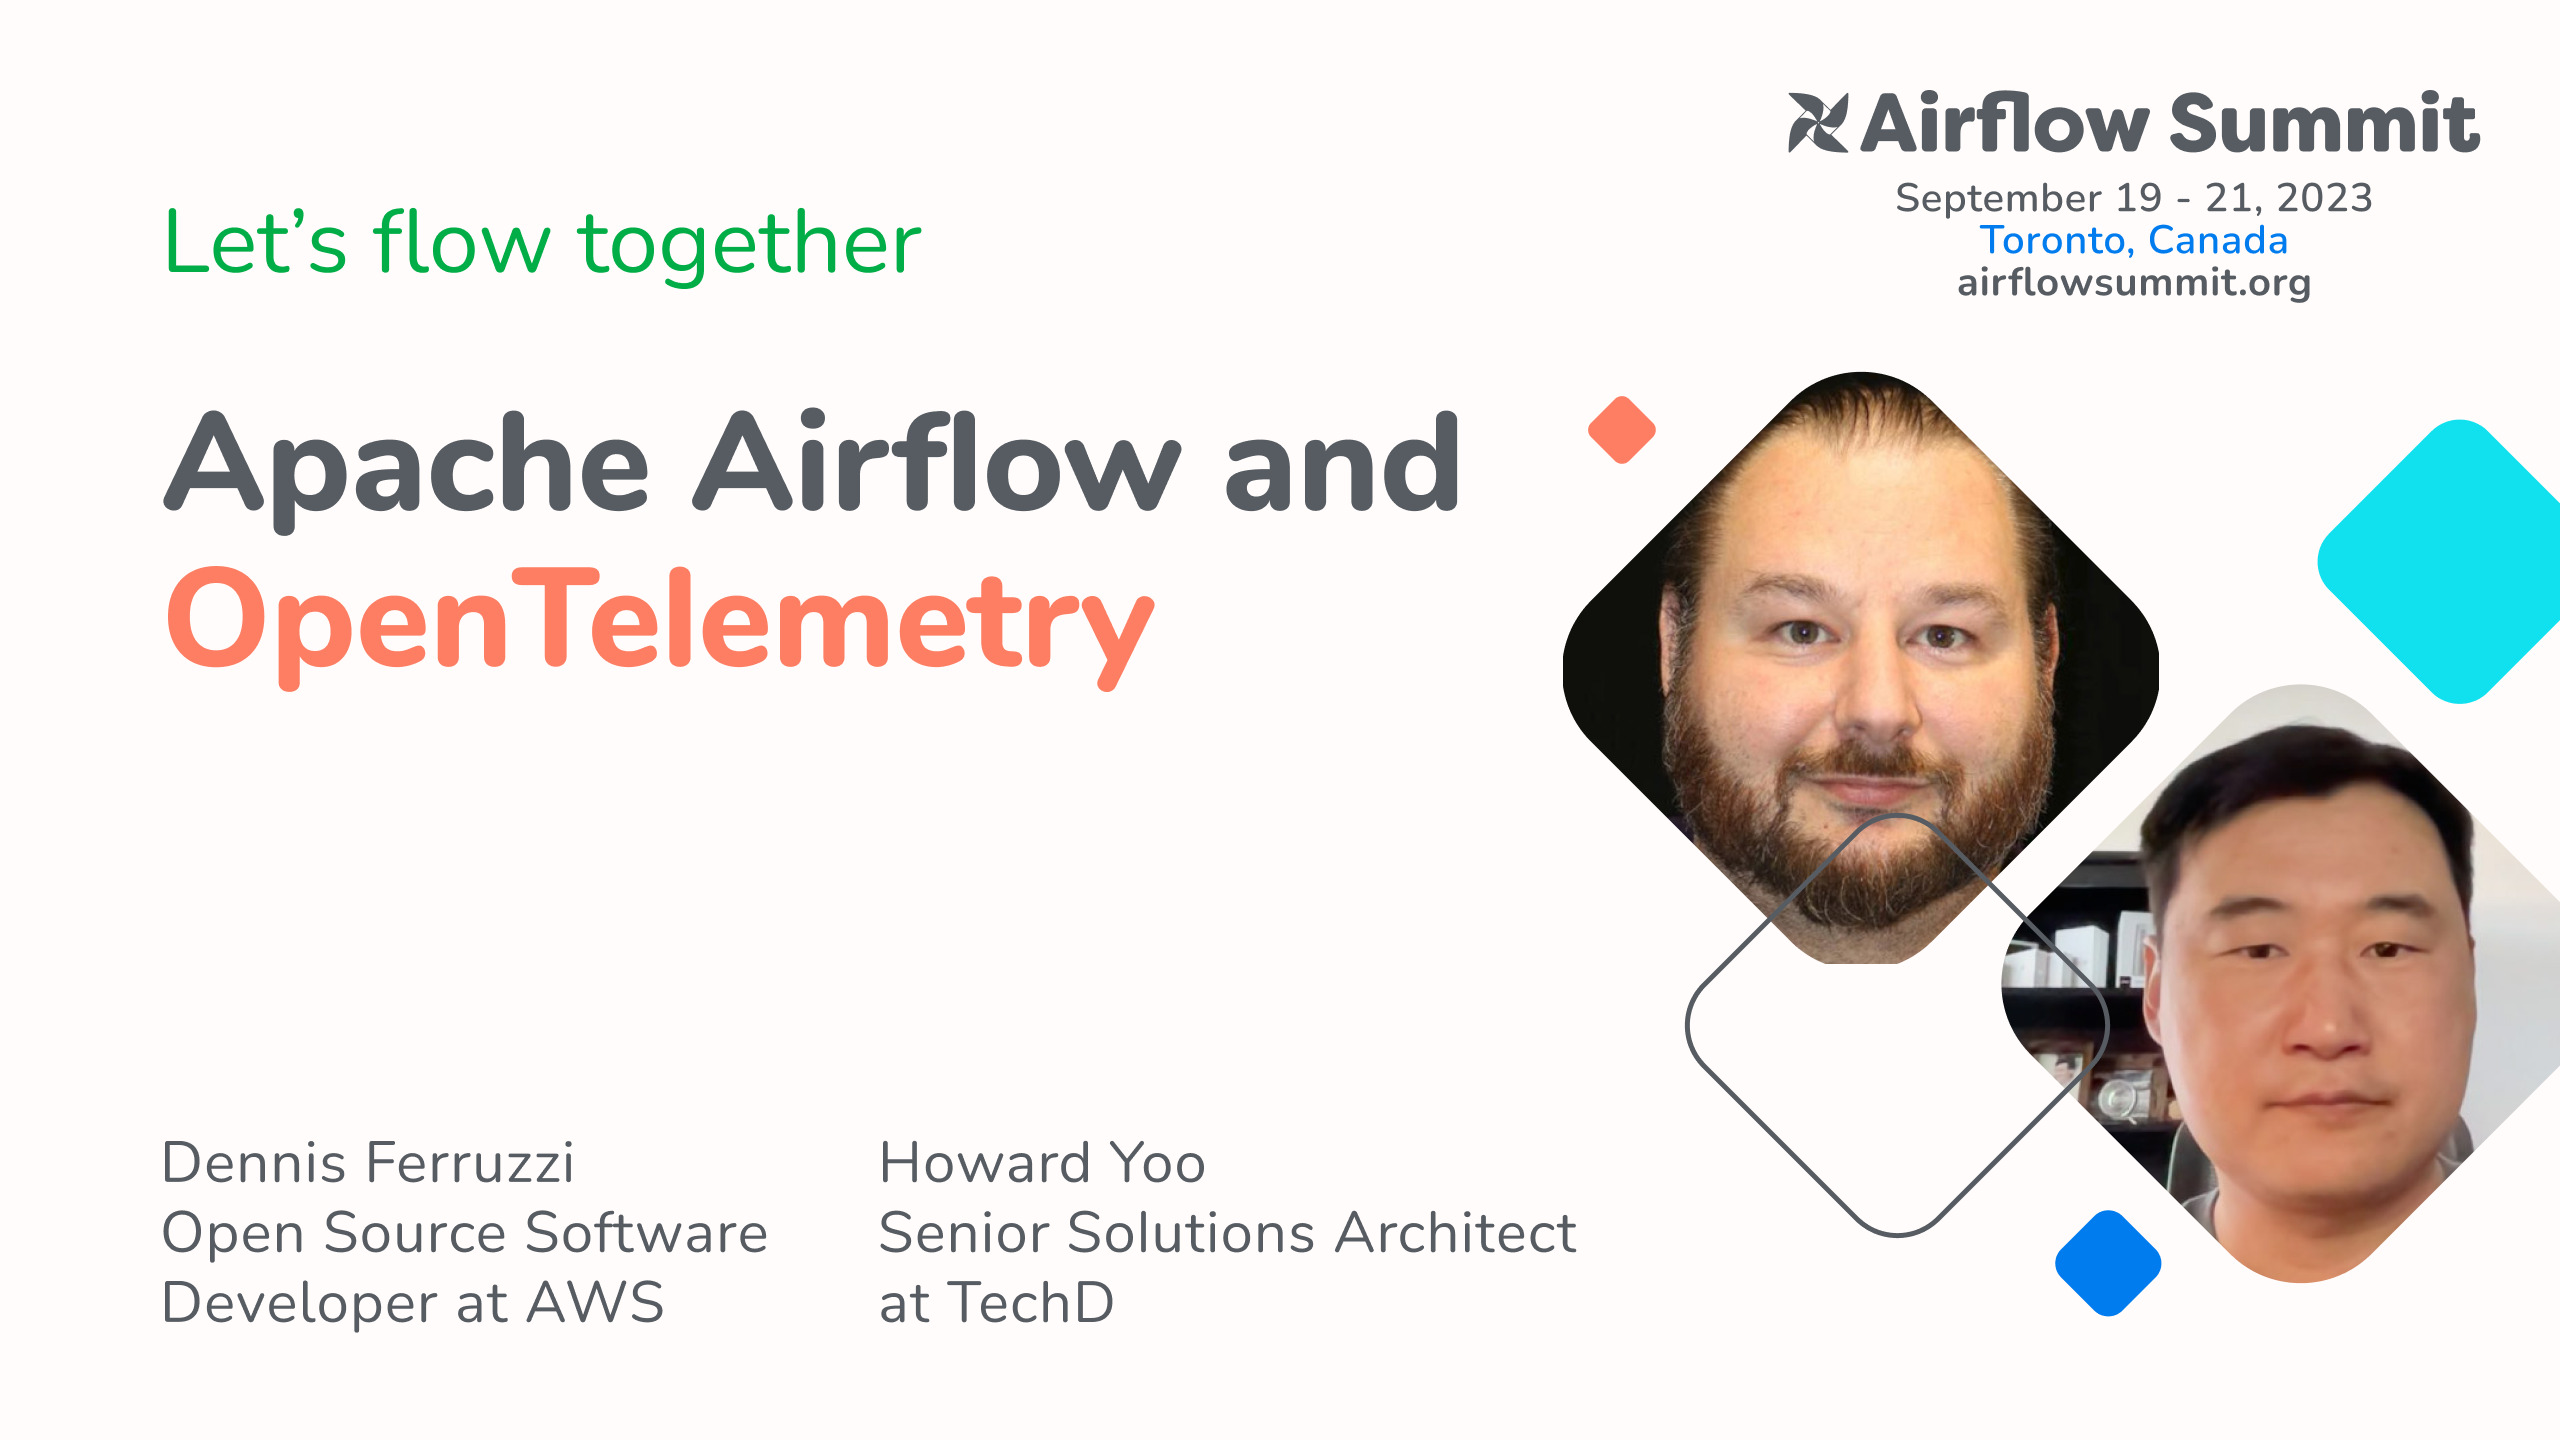 Airflow Summit
September 19 - 21, 2023
Toronto, Canada
airflowsummit.org
Let’s flow together
Apache Airflow and
OpenTelemetry
Dennis Ferruzzi
Open Source Software
Developer at AWS
Howard Yoo
Senior Solutions Architect
at TechD